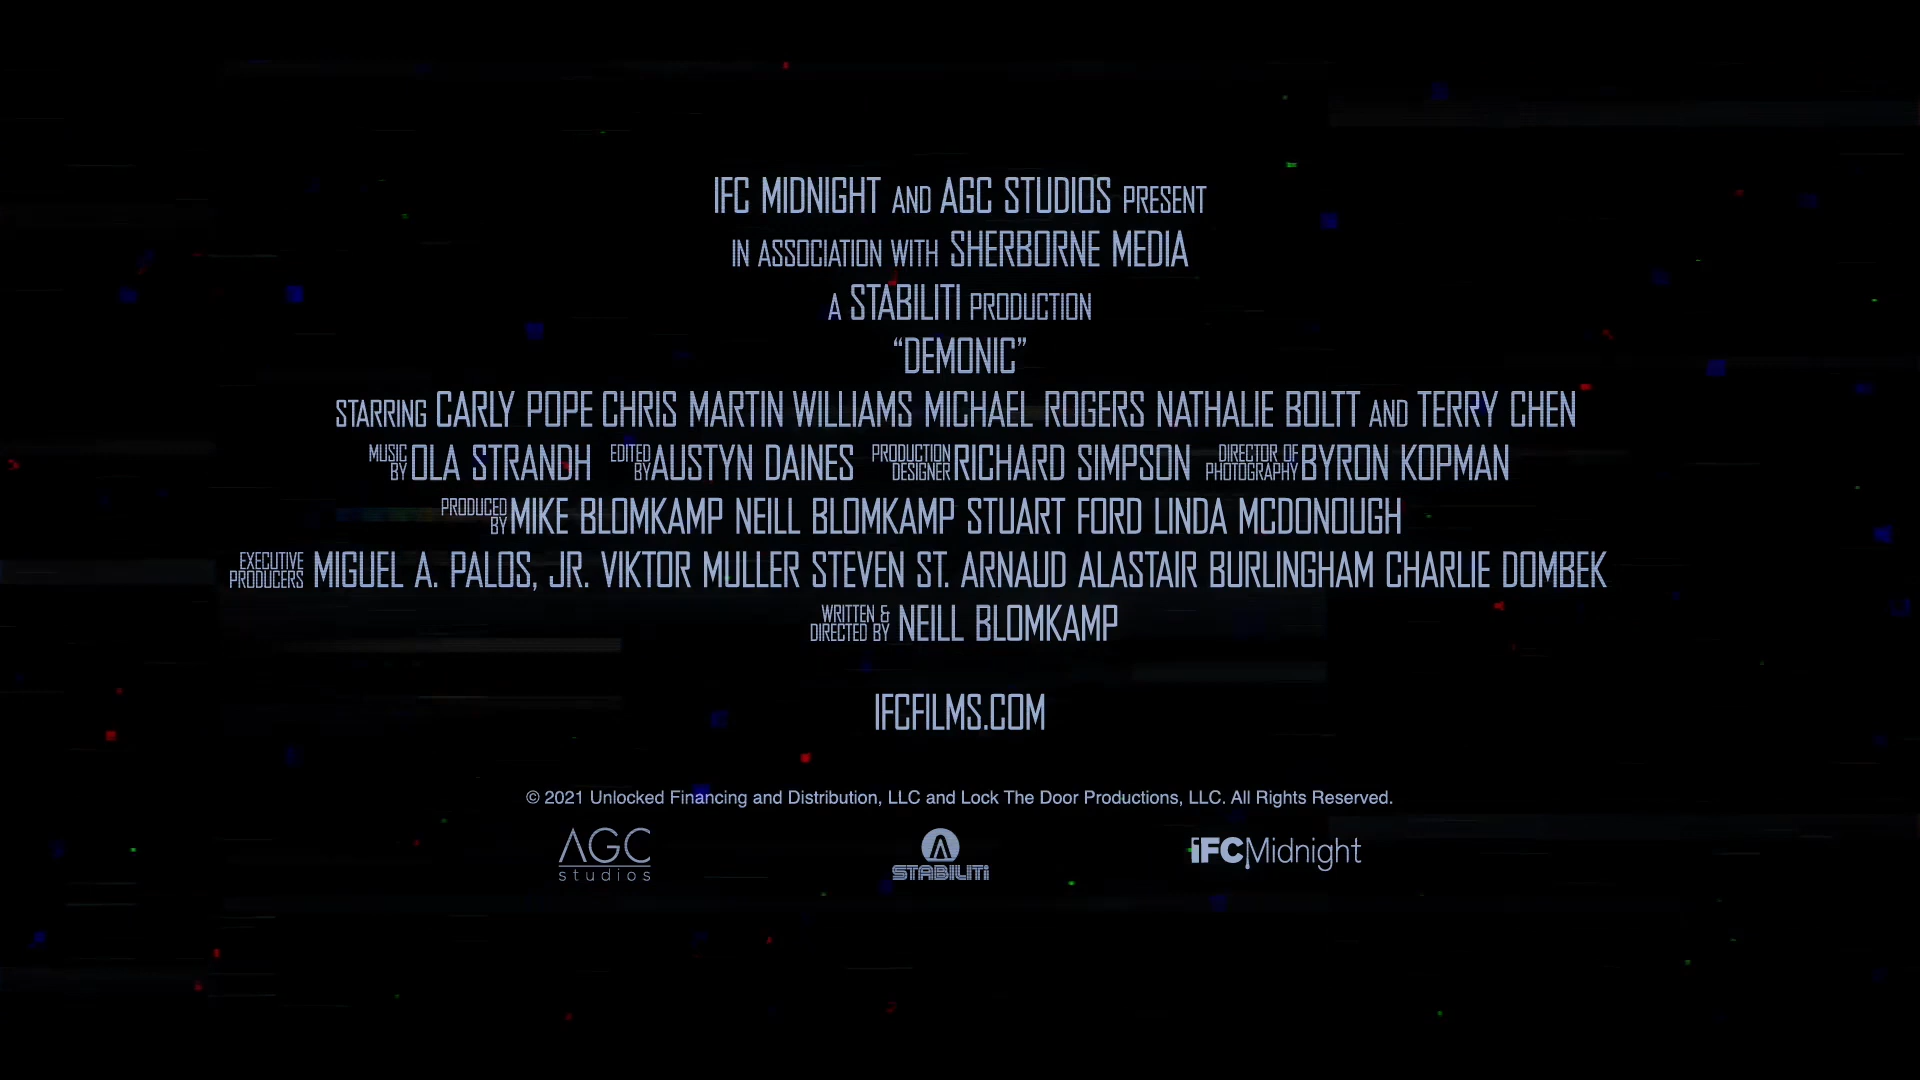 IFC MIDNIGHT AND AGC STUDIOS PRESENT
IN ASSOCIATION WITH SHERBORNE MEDIA
A STABILITI PRODUCTION
“DEMONIC”
STARRING CARLY POPE CHRIS MARTIN WILLIAMS MICHAEL ROGERS NATHALIE BOLTT AND TERRY CHEN
MUSIC BY OLA STRANDH EDITED BY AUSTYN DAINES PRODUCTION DESIGNER RICHARD SIMPSON DIRECTOR OF PHOTOGRAPHY BYRON KOPMAN
PRODUCED BY MIKE BLOMKAMP NEILL BLOMKAMP STUART FORD LINDA MCDONOUGH
EXECUTIVE PRODUCERS MIGUEL A. PALOS, JR. VIKTOR MULLER STEVEN ST. ARNAUD ALASTAIR BURLINGHAM CHARLIE DOMBEK
WRITTEN & DIRECTED BY NEILL BLOMKAMP
IFCFILMS.COM
© 2021 Unlocked Financing and Distribution, LLC and Lock The Door Productions, LLC. All Rights Reserved.
AGC studios
STABILITi
iFC Midnight